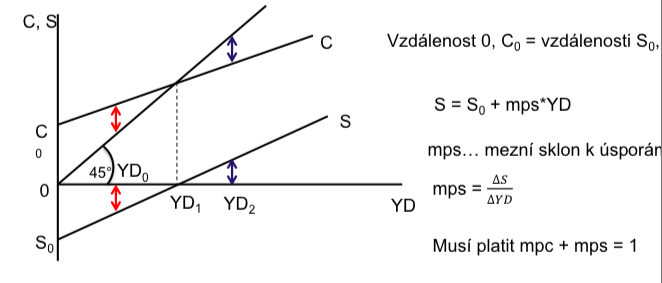 C, S
C
Vzdálenost 0, C₀ = vzdálenosti S₀,
S = S₀ + mps*YD
S
C
0
mps… mezní sklon k úsporán
45° YD₀
0
mps = ΔS/ΔYD
YD₁
YD₂
YD
S₀
Musí platit mpc + mps = 1